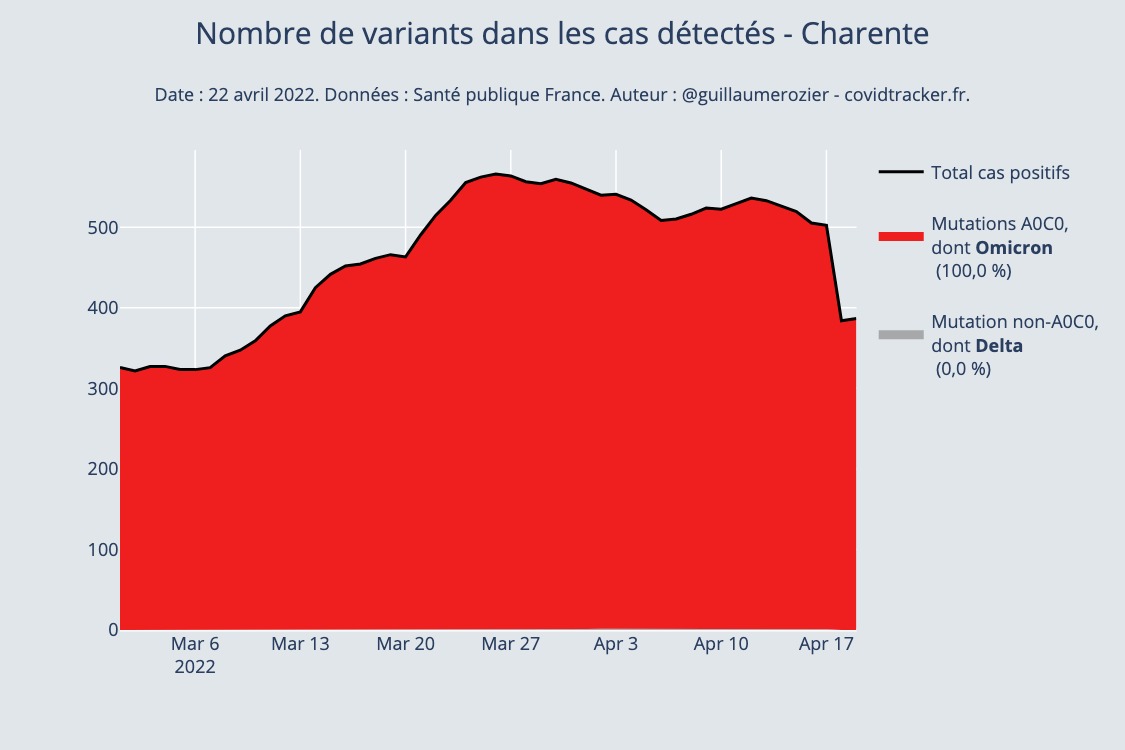 Nombre de variants dans les cas détectés - Charente
Date : 22 avril 2022. Données : Santé publique France. Auteur : @guillaumerozier - covidtracker.fr.
Total cas positifs
Mutations A0C0,
dont Omicron
(100,0 %)
Mutation non-A0C0,
dont Delta
(0,0 %)
500
400
300
200
100
0
Mar 6
2022
Mar 13
Mar 20
Mar 27
Apr 3
Apr 10
Apr 17